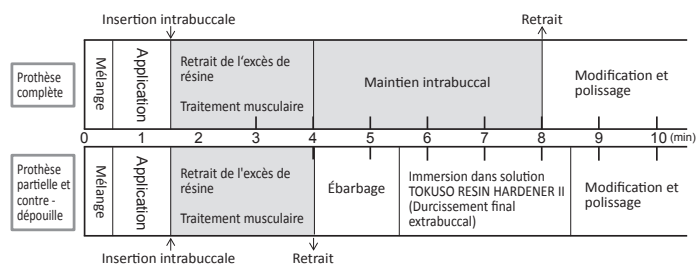 Insertion intrabuccale
Retrait
Prothèse
complète
Mélange
Application
Retrait de l'excès de
résine
Traitement musculaire
Maintien intrabuccal
Modification et
polissage
0 1 2 3 4 5 6 7 8 9 10 (min)
Prothèse
partielle et
contre -
dépouille
Mélange
Application
Retrait de l'excès de
résine
Traitement musculaire
Ébarbage
Immersion dans solution
TOKUSO RESIN HARDENER II
(Durcissement final
extrabuccal)
Modification et
polissage
Insertion intrabuccale
Retrait